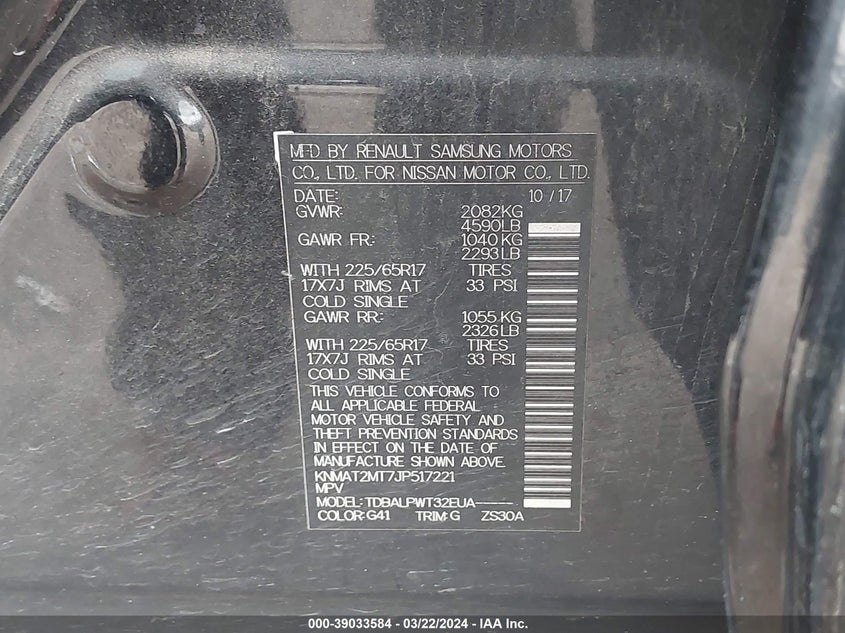 MFD BY RENAULT SAMSUNG MOTORS
CO., LTD. FOR NISSAN MOTOR CO., LTD.
DATE: 10 / 17
GVWR: 2082KG
4590LB
GAWR FR.: 1040KG
2293LB
WITH 225/65R17 TIRES
17X7J RIMS AT 33 PSI
COLD SINGLE
GAWR RR.: 1055KG
2326LB
WITH 225/65R17 TIRES
17X7J RIMS AT 33 PSI
COLD SINGLE
THIS VEHICLE CONFORMS TO
ALL APPLICABLE FEDERAL
MOTOR VEHICLE SAFETY AND
THEFT PREVENTION STANDARDS
IN EFFECT ON THE DATE OF
MANUFACTURE SHOWN ABOVE.
KNMAT2MT7JP517221
MPV
MODEL: TDBALPWT32EUA-----
COLOR:G41 TRIM:G ZS30A
000-39033584 - 03/22/2024 - IAA Inc.